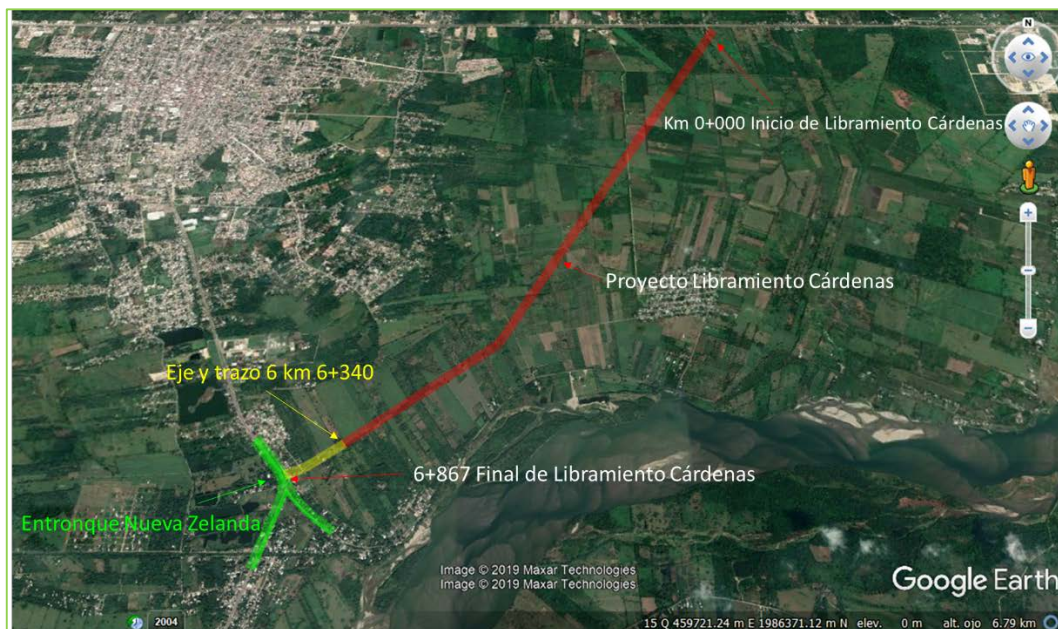 N
Km 0+000 Inicio de Libramiento Cárdenas
Proyecto Libramiento Cárdenas
Eje y trazo 6 km 6+340
6+867 Final de Libramiento Cárdenas
Entronque Nueva Zelanda
Image © 2019 Maxar Technologies
Image © 2019 Maxar Technologies
Google Earth
2004
15 Q 459721.24 m E 1986371.12 m N elev. 0 m alt. ojo 6.79 km